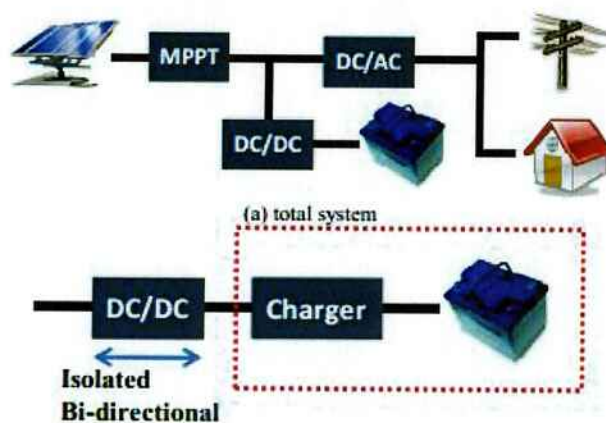 MPPT
DC/AC
DC/DC
(a) total system
DC/DC
Charger
Isolated
Bi-directional